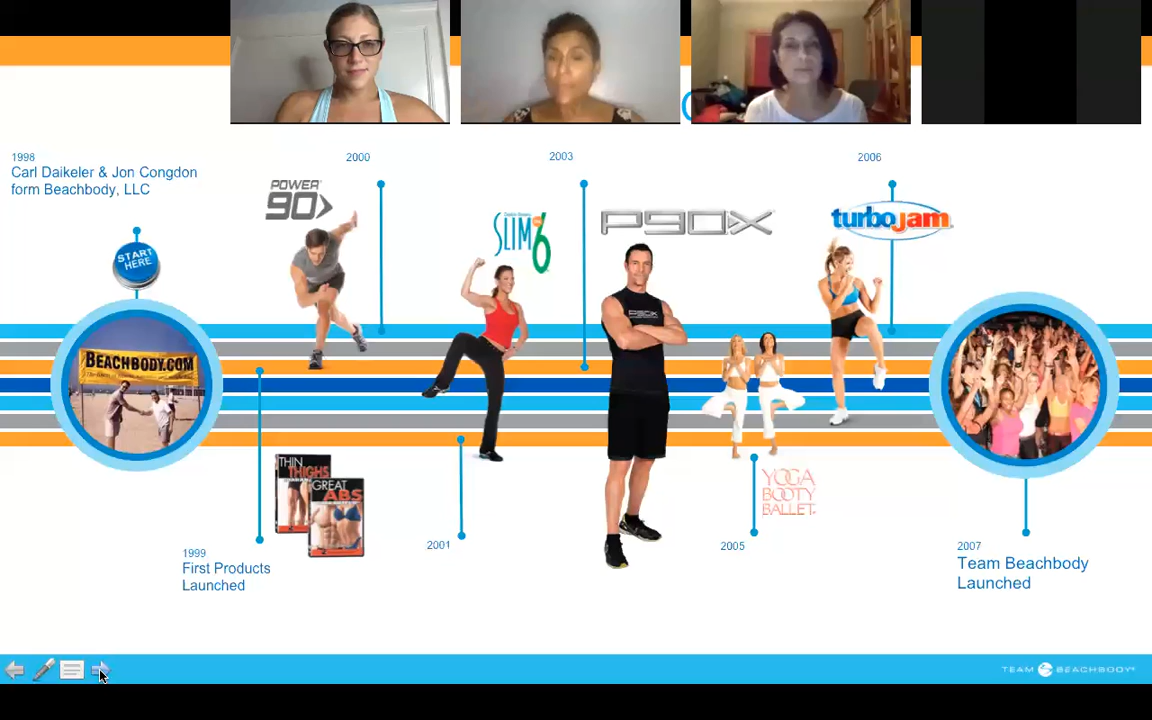 1998
Carl Daikeler & Jon Congdon
form Beachbody, LLC
START
HERE
BEACHBODY.COM
1999
First Products
Launched
THIN
THIGHS
GREAT
ABS
2000
POWER
90
2001
SLIM
6
2003
P90X
P90X
2005
YOGA
BOOTY
BALLET
2006
turbojam
2007
Team Beachbody
Launched
TEAM BEACHBODY